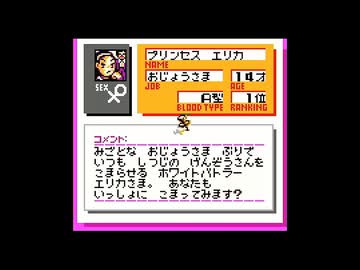 プリンセス エリカ
NAME
おじょうさま 14才
JOB AGE
A型 1位
BLOOD TYPE RANKING
SEX
コメント:
みごとな おじょうさま ぶりで
いつも しつじの げんぞうさんを
こまらせる ホワイトバトラー
エリカさま。 あなたも
いっしょに こまってみます?